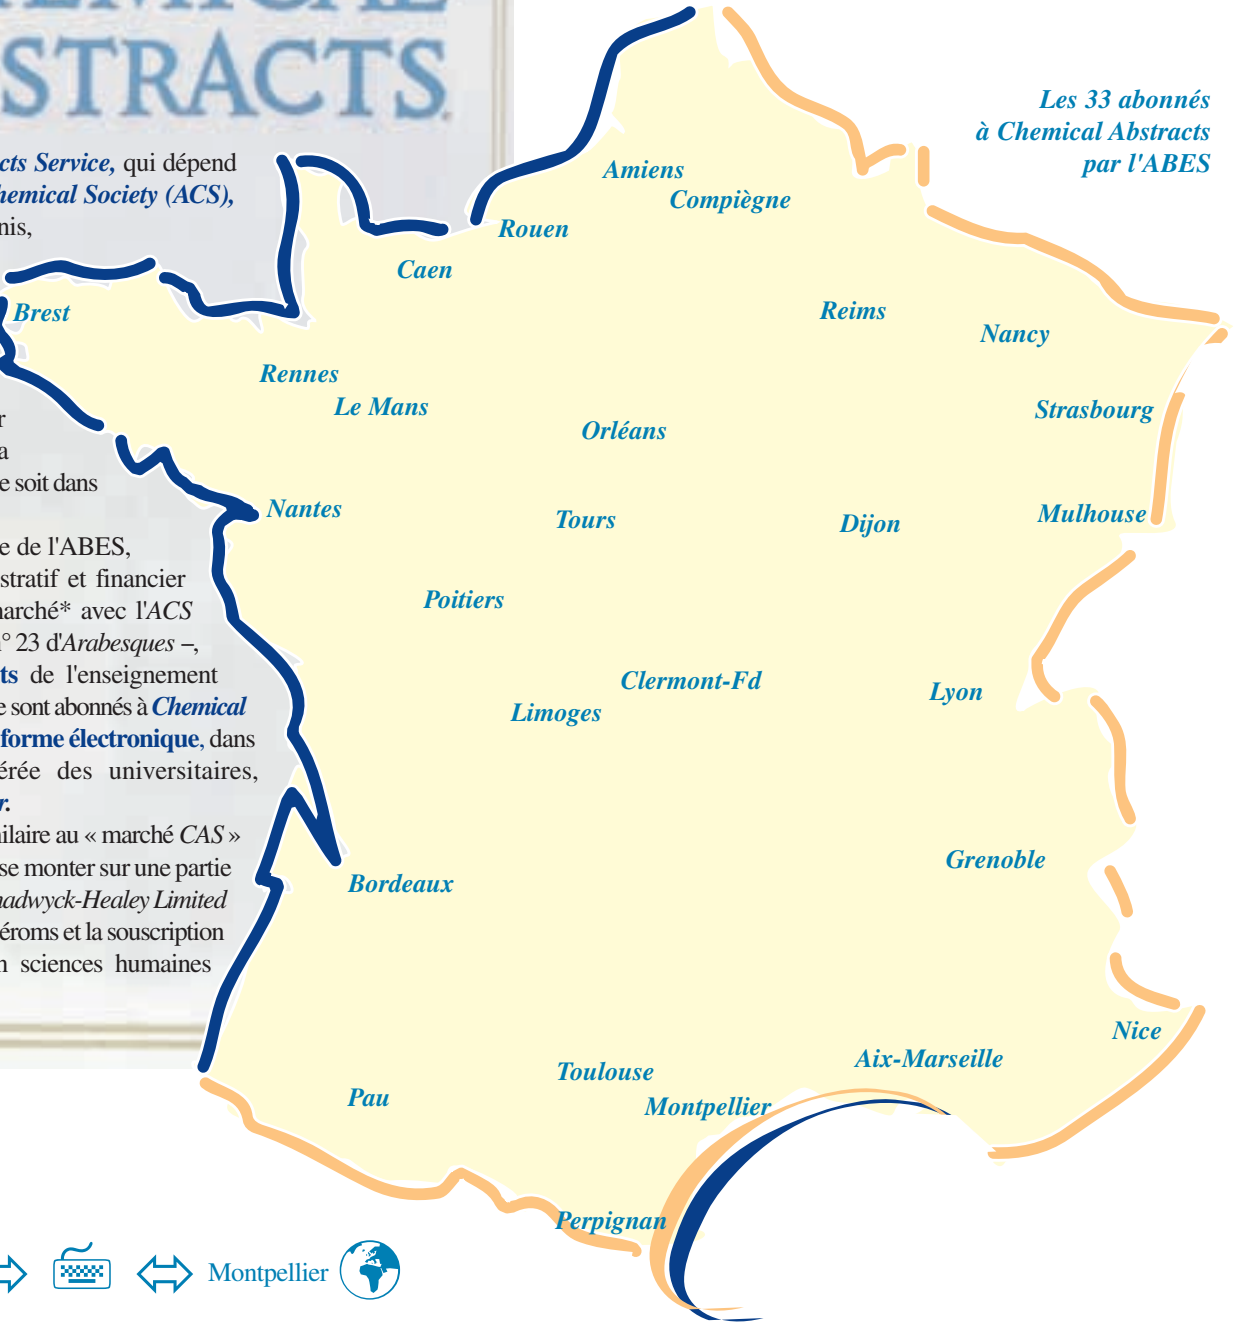 STRACTS
Les 33 abonnés
à Chemical Abstracts
par l'ABES
cts Service, qui dépend
hemical Society (ACS),
nis,
r
a
e soit dans
e de l'ABES,
stratif et financier
marché* avec l'ACS
n° 23 d'Arabesques –,
ts de l'enseignement
e sont abonnés à Chemical
forme électronique, dans
érée des universitaires,
r.
milaire au « marché CAS »
se monter sur une partie
hadwyck-Healey Limited
éroms et la souscription
n sciences humaines
Amiens
Compiègne
Rouen
Caen
Brest
Reims
Nancy
Rennes
Le Mans
Strasbourg
Orléans
Nantes
Tours
Dijon
Mulhouse
Poitiers
Clermont-Fd
Lyon
Limoges
Grenoble
Bordeaux
Nice
Aix-Marseille
Toulouse
Pau
Montpellier
Perpignan
Montpellier